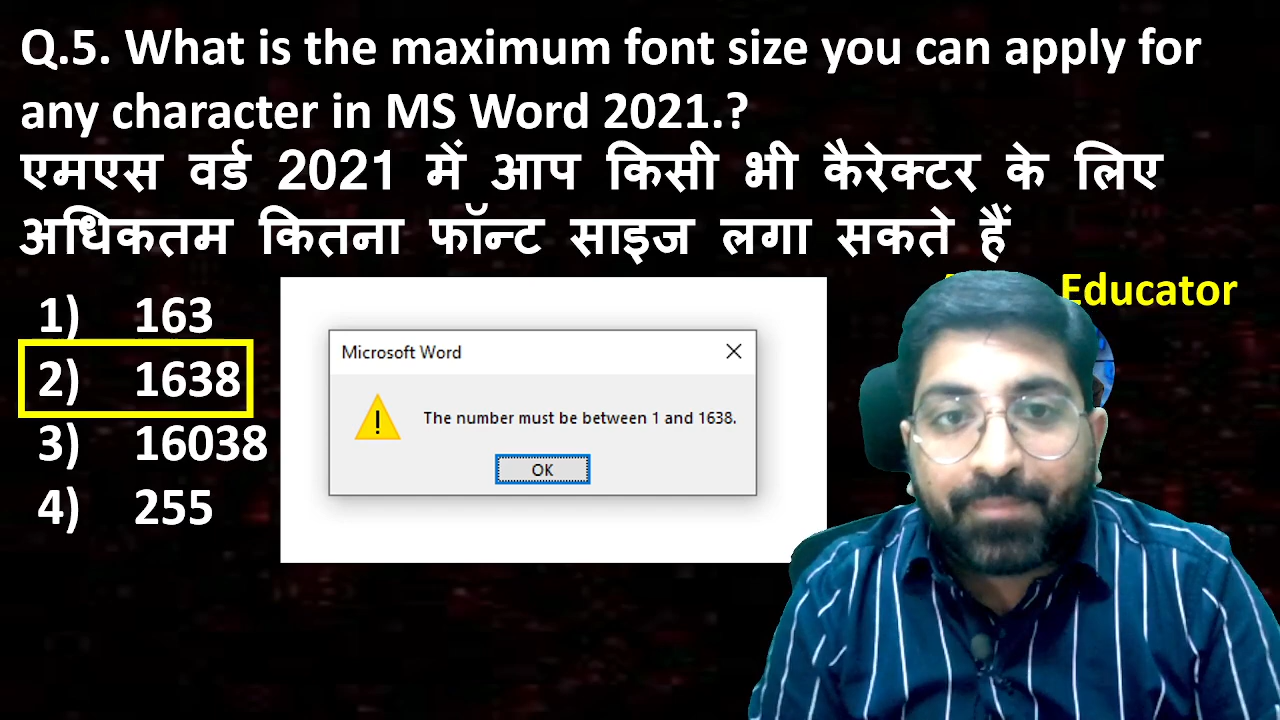 Q.5. What is the maximum font size you can apply for
any character in MS Word 2021.?
एमएस वर्ड 2021 में आप किसी भी कैरेक्टर के लिए
अधिकतम कितना फॉन्ट साइज लगा सकते हैं
Educator
1) 163
2) 1638
3) 16038
4) 255
Microsoft Word
The number must be between 1 and 1638.
OK